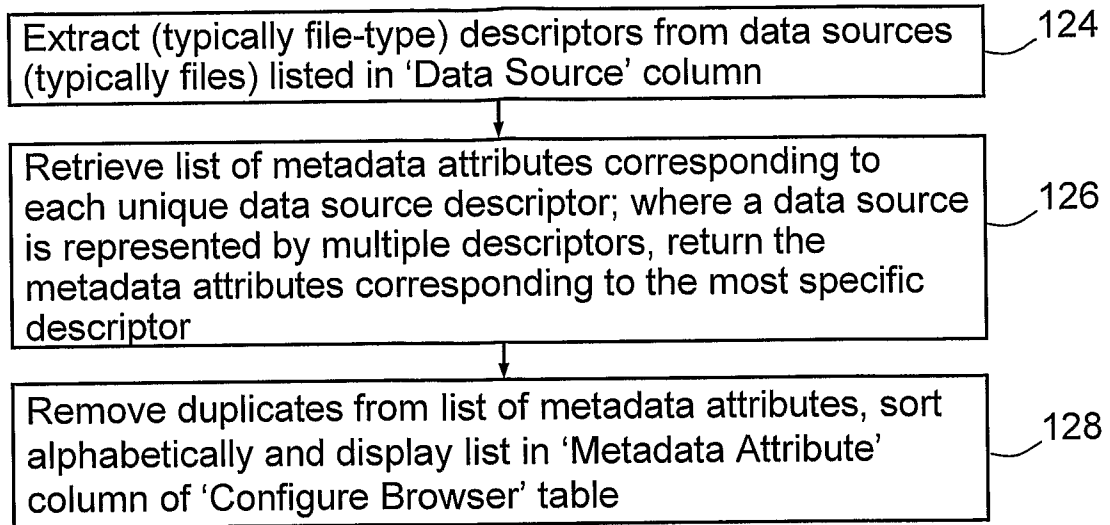 Extract (typically file-type) descriptors from data sources
(typically files) listed in 'Data Source' column
124
Retrieve list of metadata attributes corresponding to
each unique data source descriptor; where a data source
is represented by multiple descriptors, return the
metadata attributes corresponding to the most specific
descriptor
126
Remove duplicates from list of metadata attributes, sort
alphabetically and display list in 'Metadata Attribute'
column of 'Configure Browser' table
128